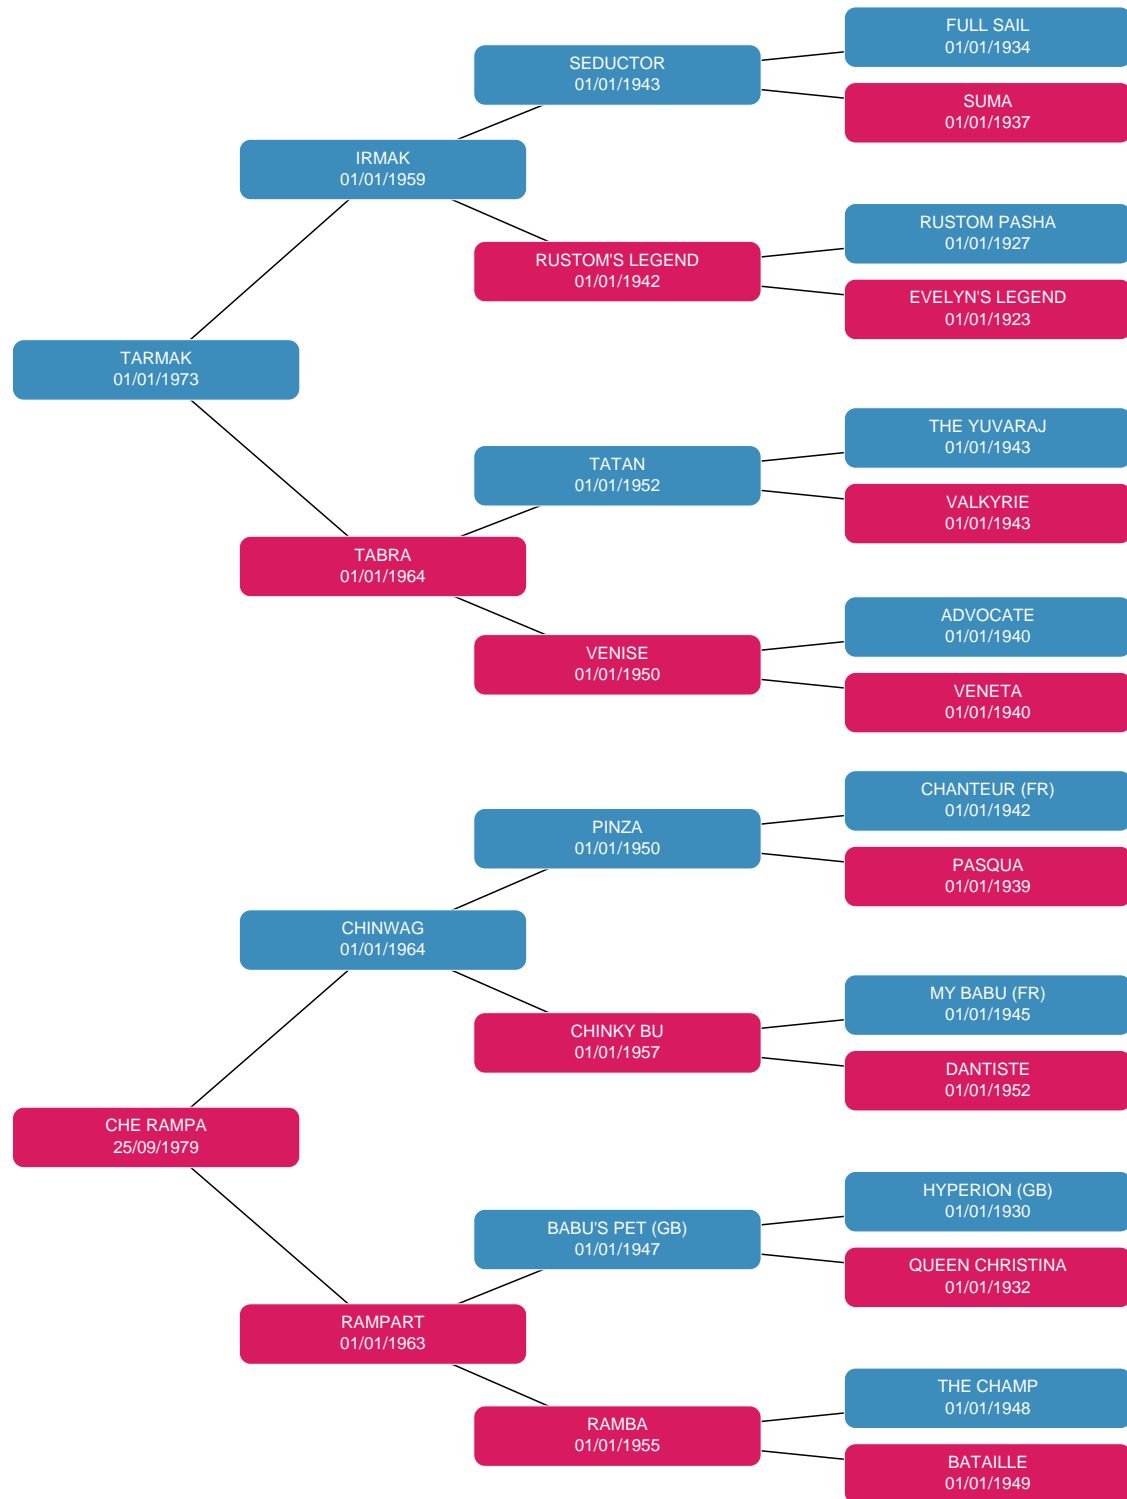 FULL SAIL
01/01/1934
SEDUCTOR
01/01/1943
SUMA
01/01/1937
IRMAK
01/01/1959
RUSTOM PASHA
01/01/1927
RUSTOM'S LEGEND
01/01/1942
EVELYN'S LEGEND
01/01/1923
TARMAK
01/01/1973
THE YUVARAJ
01/01/1943
TATAN
01/01/1952
VALKYRIE
01/01/1943
TABRA
01/01/1964
ADVOCATE
01/01/1940
VENISE
01/01/1950
VENETA
01/01/1940
CHANTEUR (FR)
01/01/1942
PINZA
01/01/1950
PASQUA
01/01/1939
CHINWAG
01/01/1964
MY BABU (FR)
01/01/1945
CHINKY BU
01/01/1957
DANTISTE
01/01/1952
CHE RAMPA
25/09/1979
HYPERION (GB)
01/01/1930
BABU'S PET (GB)
01/01/1947
QUEEN CHRISTINA
01/01/1932
RAMPART
01/01/1963
THE CHAMP
01/01/1948
RAMBA
01/01/1955
BATAILLE
01/01/1949